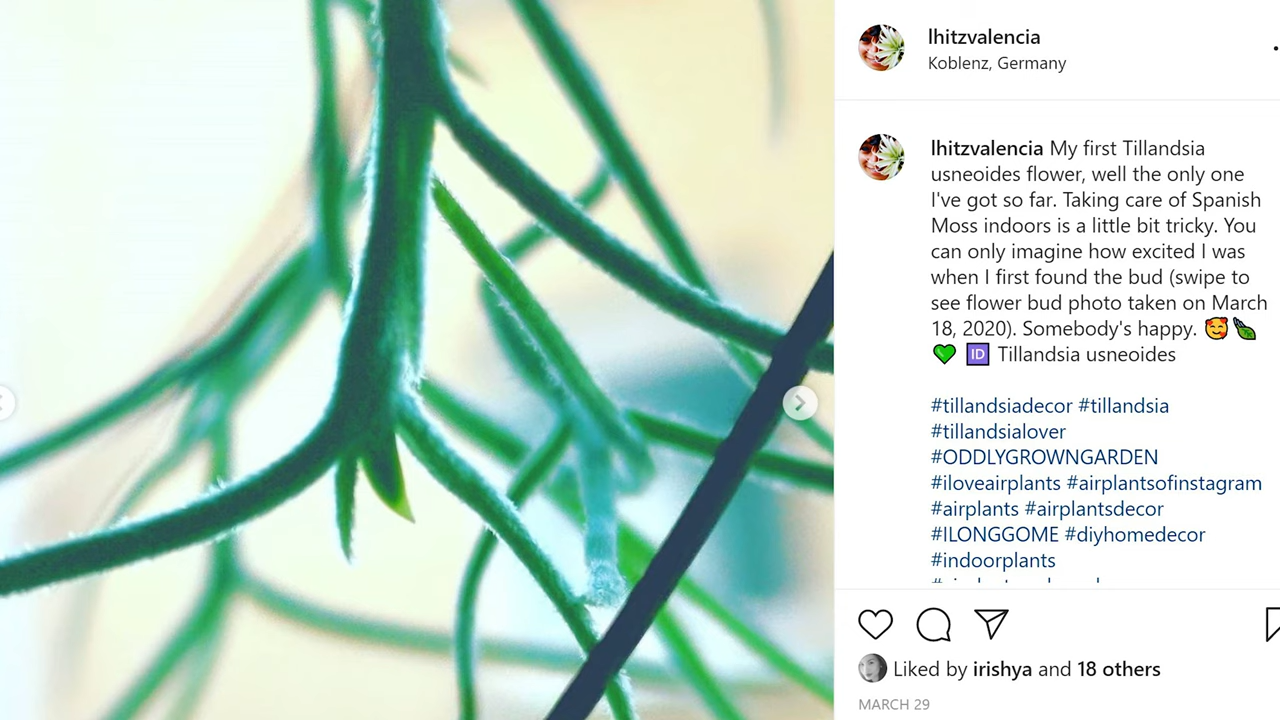 lhitzvalencia
Koblenz, Germany
lhitzvalencia My first Tillandsia
usneoides flower, well the only one
I've got so far. Taking care of Spanish
Moss indoors is a little bit tricky. You
can only imagine how excited I was
when I first found the bud (swipe to
see flower bud photo taken on March
18, 2020). Somebody's happy. 🥰🍃
💚 🆔 Tillandsia usneoides
#tillandsiadecor #tillandsia
#tillandsialover
#ODDLYGROWNGARDEN
#iloveairplants #airplantsofinstagram
#airplants #airplantsdecor
#ILONGGOME #diyhomedecor
#indoorplants
Liked by irishya and 18 others
MARCH 29